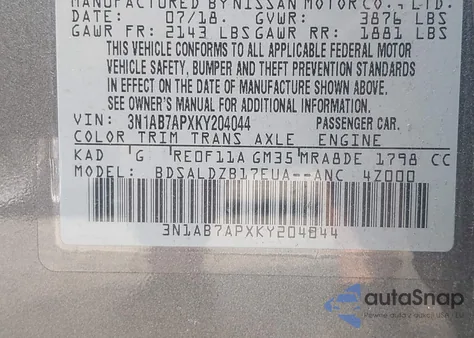 MANUFACTURED BY NISSAN MOTOR CO., LTD.
DATE: 07/18. GVWR: 3876 LBS
GAWR FR: 2143 LBS GAWR RR: 1881 LBS
THIS VEHICLE CONFORMS TO ALL APPLICABLE FEDERAL MOTOR
VEHICLE SAFETY, BUMPER AND THEFT PREVENTION STANDARDS
IN EFFECT ON THE DATE OF MANUFACTURE SHOWN ABOVE.
SEE OWNER'S MANUAL FOR ADDITIONAL INFORMATION.
VIN: 3N1AB7APXKY204044 PASSENGER CAR.
COLOR TRIM TRANS AXLE ENGINE
KAD G RE0F11A GM35 MRA8DE 1798 CC
MODEL: BDSALDZB17EUA--ANC 4Z000
3N1AB7APXKY204044
autaSnap